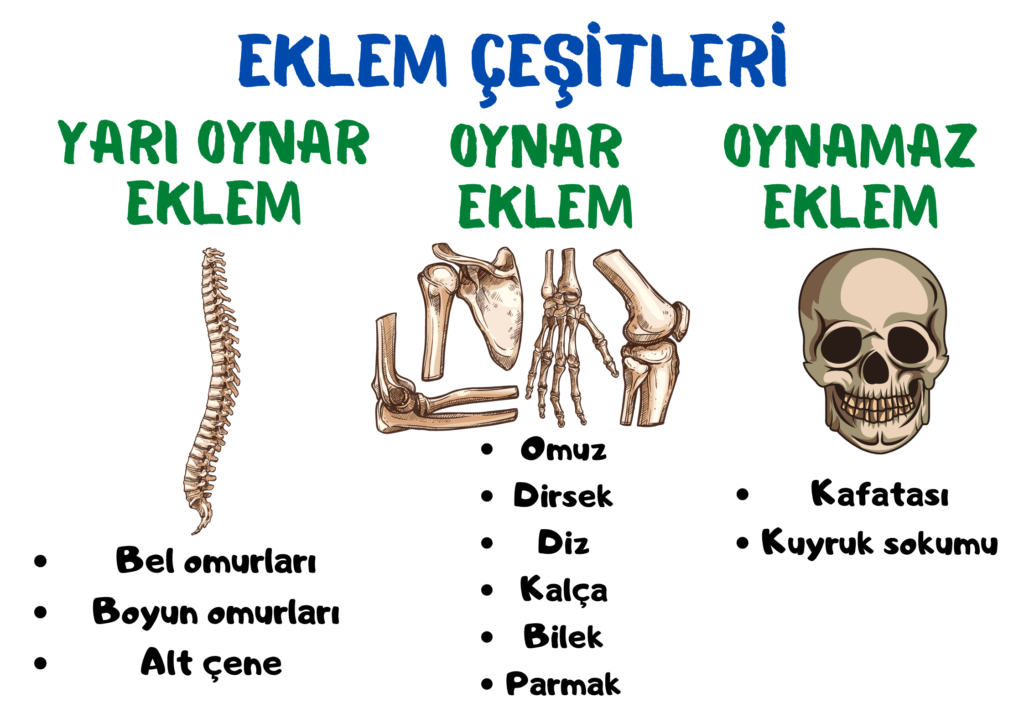 EKLEM ÇEŞİTLERİ
YARI OYNAR
EKLEM
• Bel omurları
• Boyun omurları
• Alt çene
OYNAR
EKLEM
• Omuz
• Dirsek
• Diz
• Kalça
• Bilek
• Parmak
OYNAMAZ
EKLEM
• Kafatası
• Kuyruk sokumu